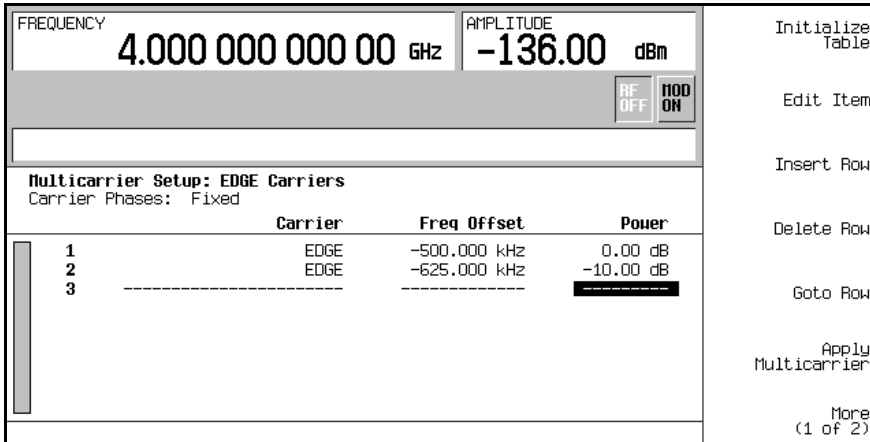 FREQUENCY
4.000 000 000 00 GHz
AMPLITUDE
-136.00 dBm
RF OFF
MOD ON
Multicarrier Setup: EDGE Carriers
Carrier Phases: Fixed
Carrier Freq Offset Power
1 EDGE -500.000 kHz 0.00 dB
2 EDGE -625.000 kHz -10.00 dB
3 ----------------------- ------------- ---------
Initialize
Table
Edit Item
Insert Row
Delete Row
Goto Row
Apply
Multicarrier
More
(1 of 2)